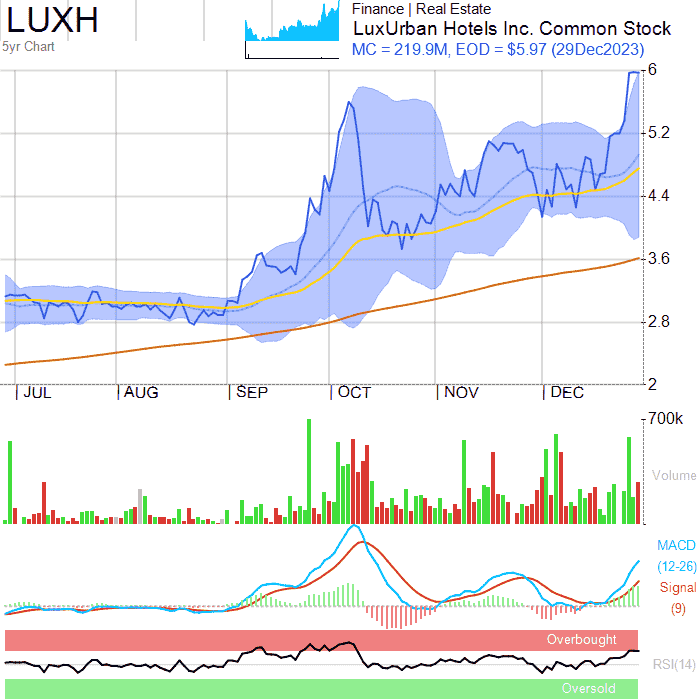 LUXH
5yr Chart
Finance | Real Estate
LuxUrban Hotels Inc. Common Stock
MC = 219.9M, EOD = $5.97 (29Dec2023)
6
5.2
4.4
3.6
2.8
2
JUL AUG SEP OCT NOV DEC
700k
Volume
MACD
(12-26)
Signal
(9)
Overbought
RSI(14)
Oversold